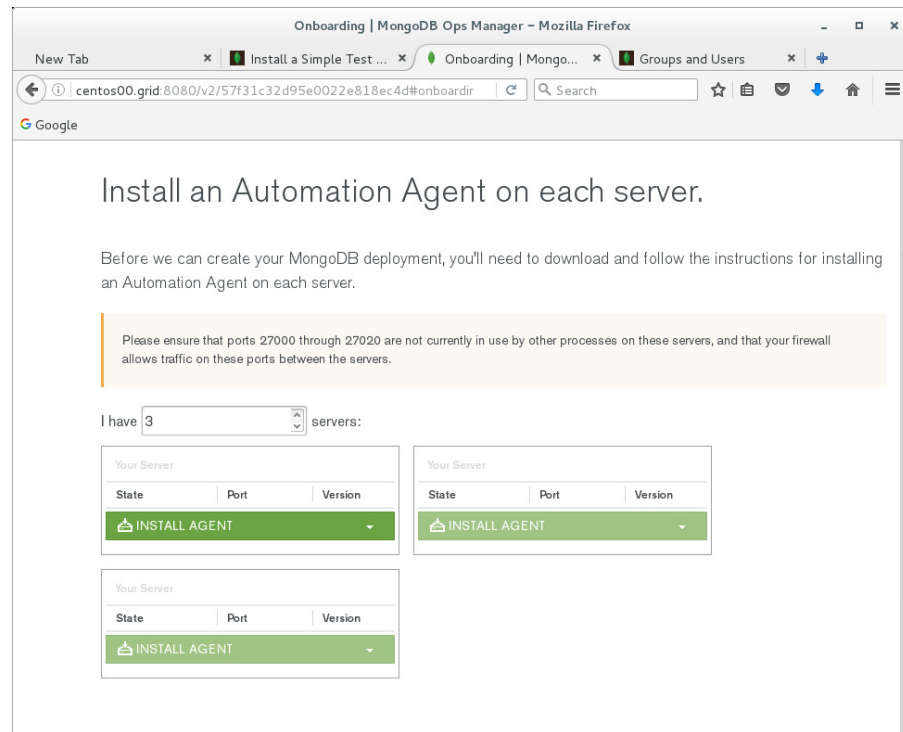 Onboarding | MongoDB Ops Manager – Mozilla Firefox
New Tab
Install a Simple Test ...
Onboarding | Mongo...
Groups and Users
centos00.grid:8080/v2/57f31c32d95e0022e818ec4d#onboardir
Search
Google
Install an Automation Agent on each server.
Before we can create your MongoDB deployment, you'll need to download and follow the instructions for installing
an Automation Agent on each server.
Please ensure that ports 27000 through 27020 are not currently in use by other processes on these servers, and that your firewall
allows traffic on these ports between the servers.
I have 3 servers:
Your Server
State Port Version
INSTALL AGENT
Your Server
State Port Version
INSTALL AGENT
Your Server
State Port Version
INSTALL AGENT